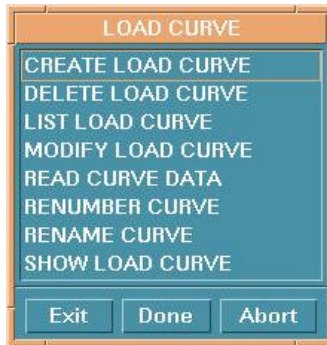 LOAD CURVE
CREATE LOAD CURVE
DELETE LOAD CURVE
LIST LOAD CURVE
MODIFY LOAD CURVE
READ CURVE DATA
RENUMBER CURVE
RENAME CURVE
SHOW LOAD CURVE
Exit Done Abort